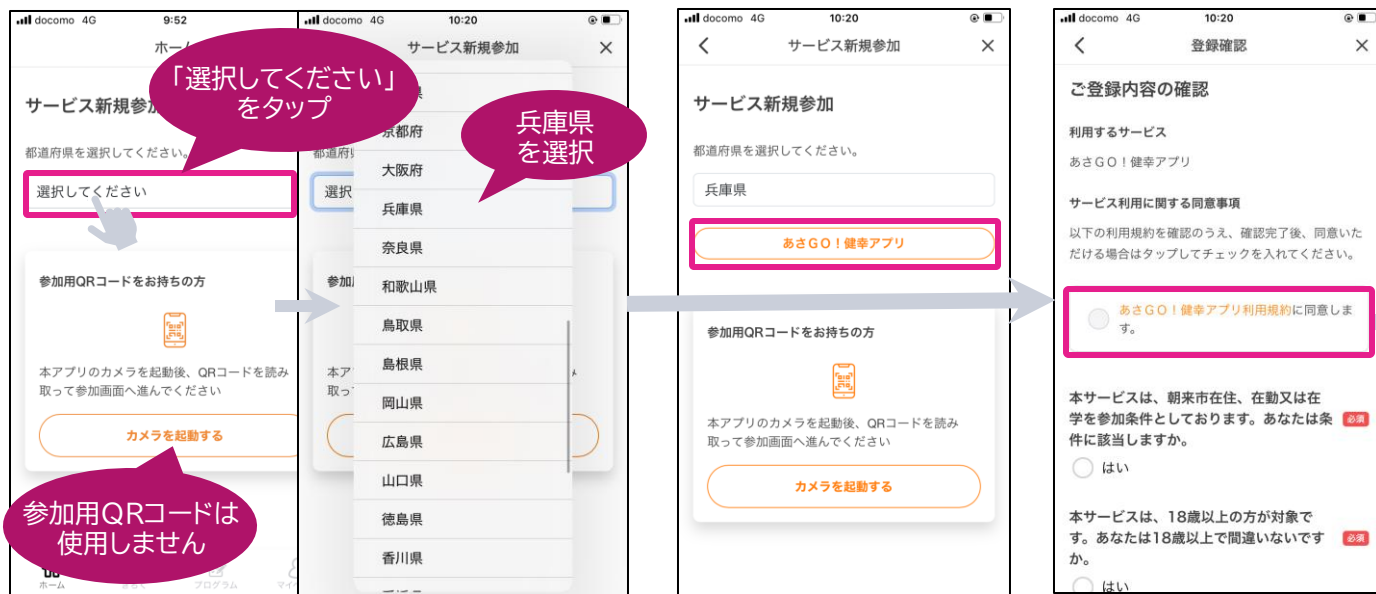 docomo 4G 9:52
ホーム
「選択してください」
をタップ
サービス新規参加
都道府県を選択してください。
選択してください
参加用QRコードをお持ちの方
本アプリのカメラを起動後、QRコードを読み
取って参加画面へ進んでください
カメラを起動する
参加用QRコードは
使用しません
ホーム
プログラム
docomo 4G 10:20
サービス新規参加
兵庫県
を選択
都道府県
選択
京都府
大阪府
兵庫県
奈良県
和歌山県
鳥取県
島根県
岡山県
広島県
山口県
徳島県
香川県
参加
本ア
取っ
docomo 4G 10:20
サービス新規参加
サービス新規参加
都道府県を選択してください。
兵庫県
あさGO！健幸アプリ
参加用QRコードをお持ちの方
本アプリのカメラを起動後、QRコードを読み
取って参加画面へ進んでください
カメラを起動する
docomo 4G 10:20
登録確認
ご登録内容の確認
利用するサービス
あさGO！健幸アプリ
サービス利用に関する同意事項
以下の利用規約を確認のうえ、確認完了後、同意いた
だける場合はタップしてチェックを入れてください。
あさGO！健幸アプリ利用規約に同意しま
す。
本サービスは、朝来市在住、在勤又は在
学を参加条件としております。あなたは条 必須
件に該当しますか。
はい
本サービスは、18歳以上の方が対象で
す。あなたは18歳以上で間違いないです 必須
か。
はい